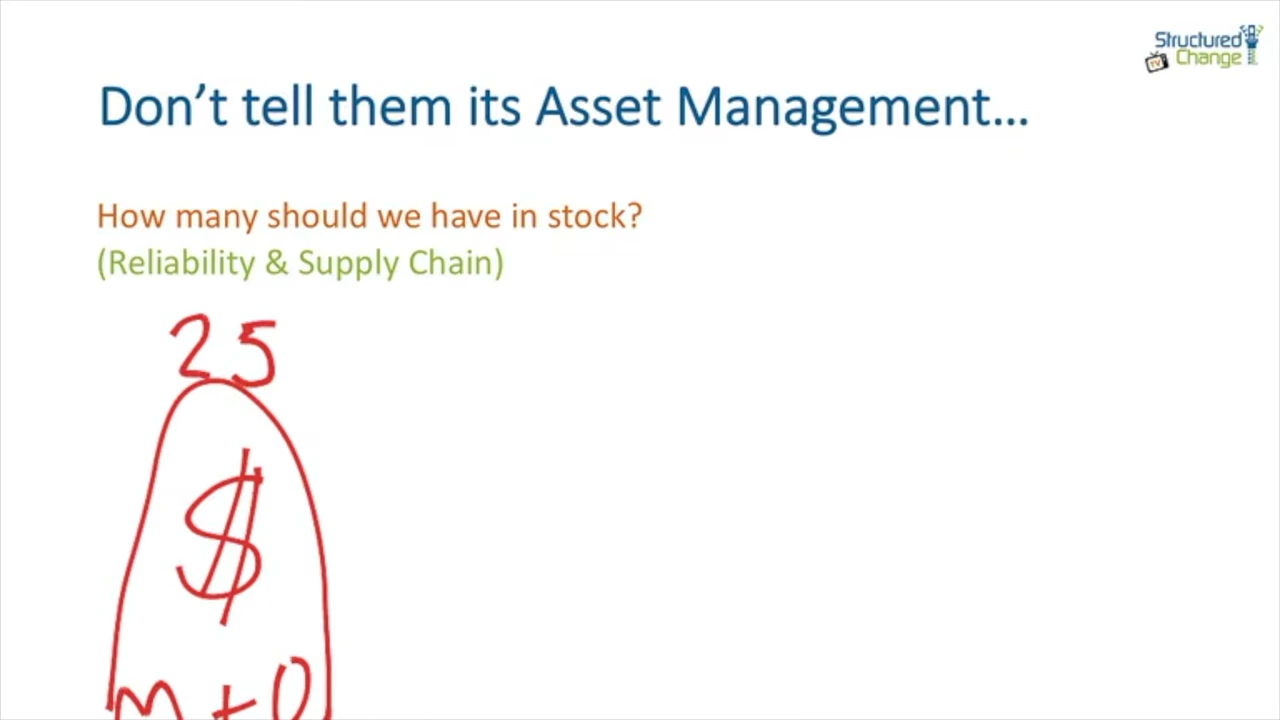 Structured
TV Change
Don't tell them its Asset Management...
How many should we have in stock?
(Reliability & Supply Chain)
25
$
m + 0